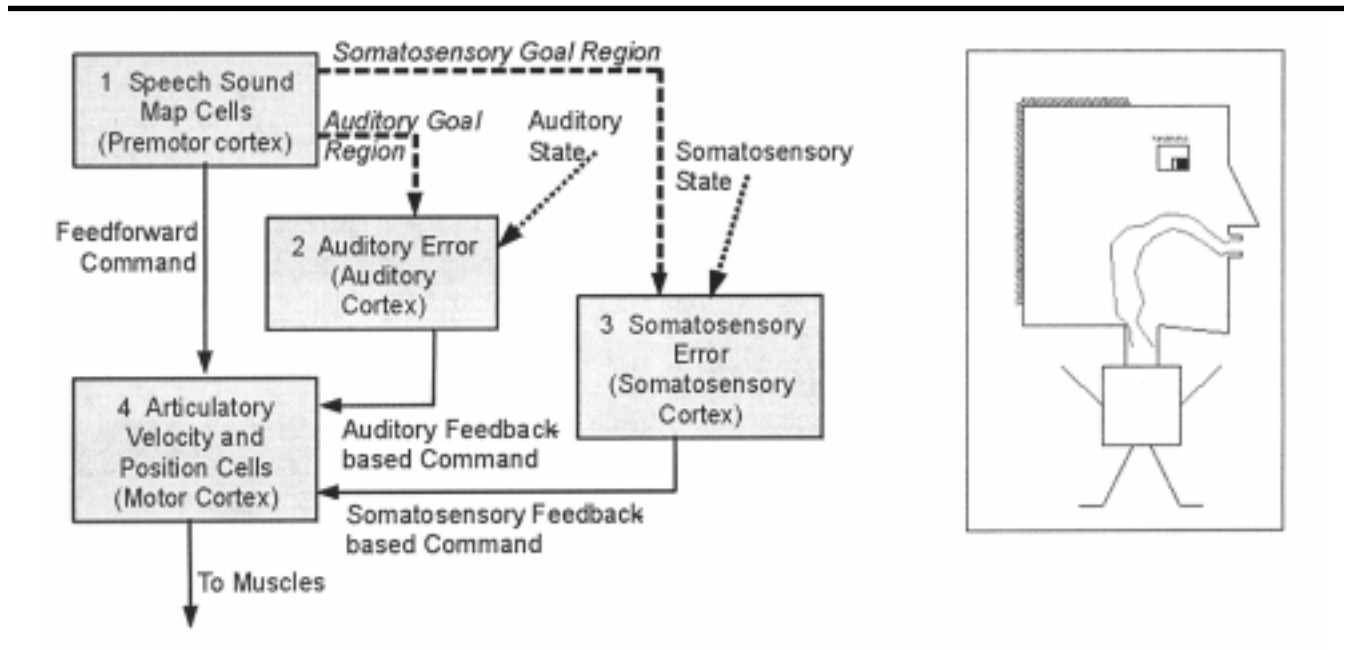 Somatosensory Goal Region
1 Speech Sound
Map Cells
(Premotor cortex)
Auditory Goal
Region
Auditory
State
Somatosensory
State
Feedforward
Command
2 Auditory Error
(Auditory
Cortex)
3 Somatosensory
Error
(Somatosensory
Cortex)
4 Articulatory
Velocity and
Position Cells
(Motor Cortex)
Auditory Feedback-
based Command
Somatosensory Feedback-
based Command
To Muscles